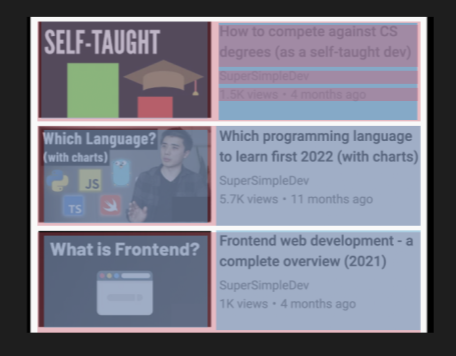 SELF-TAUGHT
How to compete against CS
degrees (as a self-taught dev)
SuperSimpleDev
1.5K views • 4 months ago
Which Language?
(with charts)
JS
TS
Which programming language
to learn first 2022 (with charts)
SuperSimpleDev
5.7K views • 11 months ago
What is Frontend?
Frontend web development - a
complete overview (2021)
SuperSimpleDev
1K views • 4 months ago